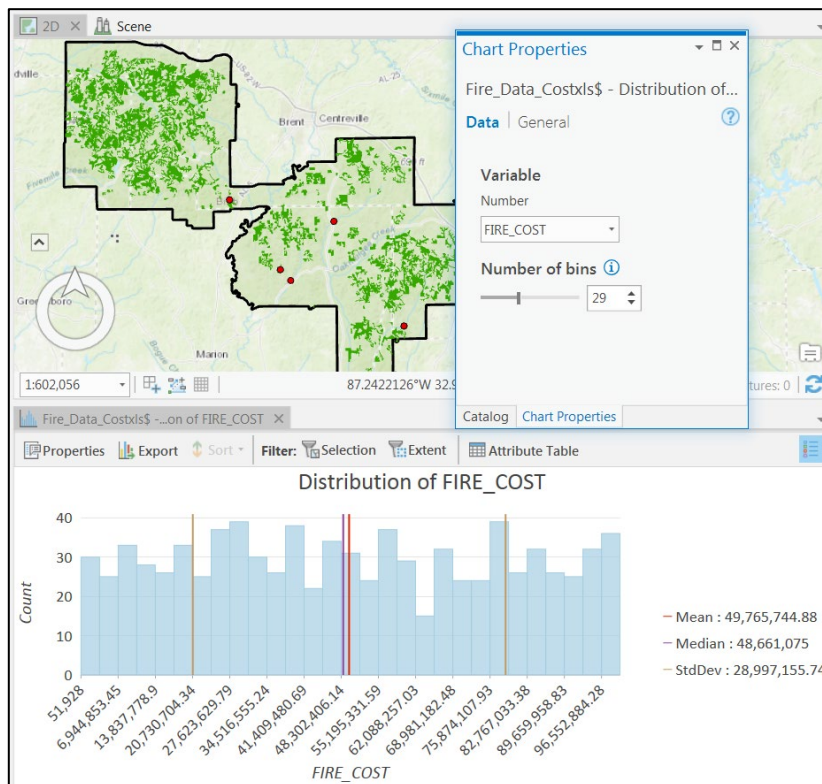 2D Scene
dville
US-82-W
AL-25
Brent Centreville
Marion
1:602,056
87.2422126°W 32.9
tures: 0
Chart Properties
Fire_Data_Costxls$ - Distribution of...
Data | General
Variable
Number
FIRE_COST
Number of bins
29
Catalog Chart Properties
Fire_Data_Costxls$ -...on of FIRE_COST
Properties Export Sort Filter: Selection Extent Attribute Table
Distribution of FIRE_COST
Count
40
30
20
10
0
51,928
6,944,853.45
13,837,778.9
20,730,704.34
27,623,629.79
34,516,555.24
41,409,480.69
48,302,406.14
55,195,331.59
62,088,257.03
68,981,182.48
75,874,107.93
82,767,033.38
89,659,958.83
96,552,884.28
FIRE_COST
Mean : 49,765,744.88
Median : 48,661,075
StdDev : 28,997,155.74